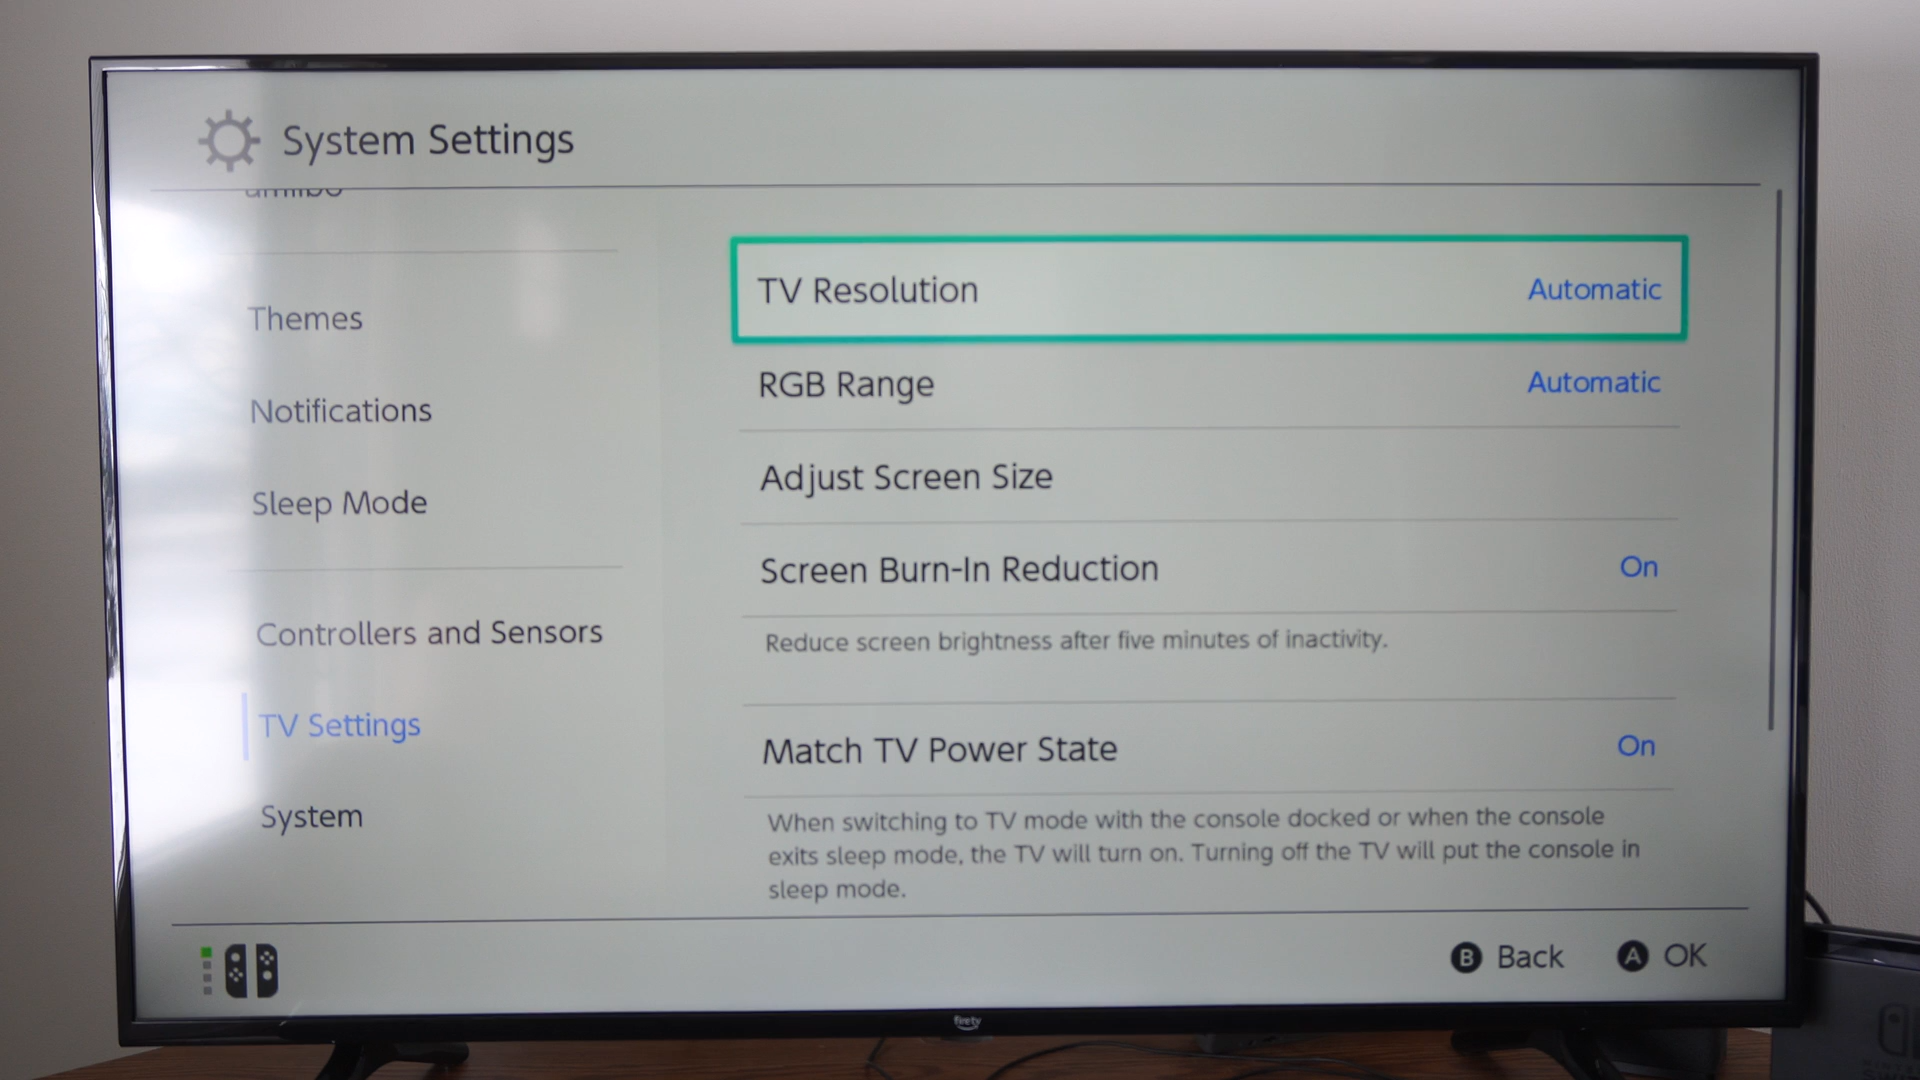 System Settings
amiibo
Themes
Notifications
Sleep Mode
Controllers and Sensors
TV Settings
System
TV Resolution Automatic
RGB Range Automatic
Adjust Screen Size
Screen Burn-In Reduction On
Reduce screen brightness after five minutes of inactivity.
Match TV Power State On
When switching to TV mode with the console docked or when the console
exits sleep mode, the TV will turn on. Turning off the TV will put the console in
sleep mode.
B Back A OK
firetv